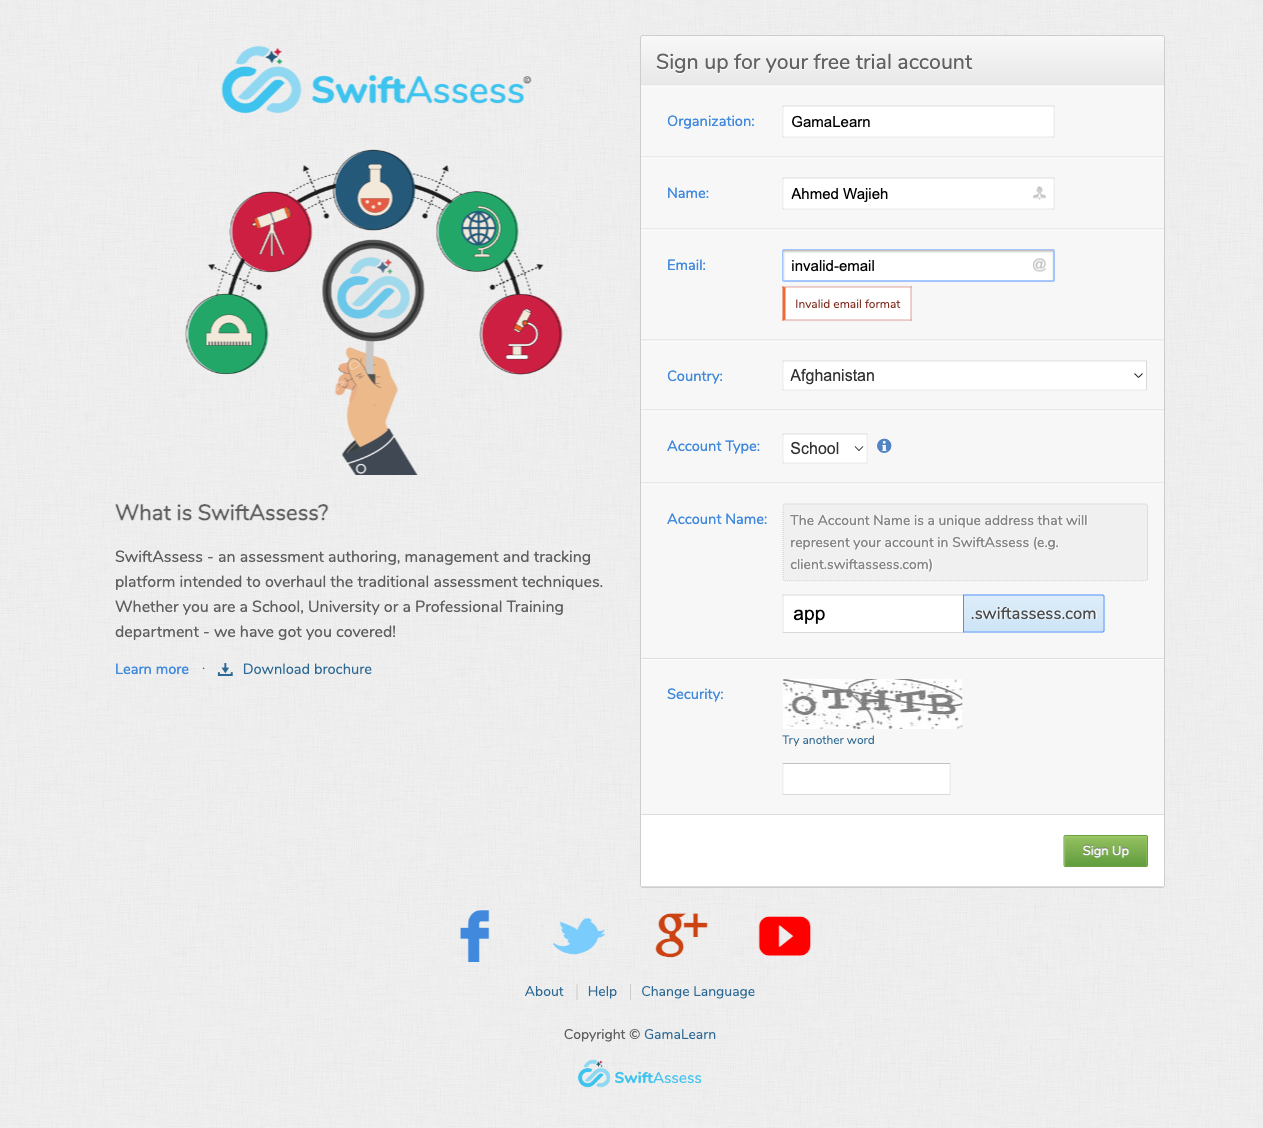 SwiftAssess©
What is SwiftAssess?
SwiftAssess - an assessment authoring, management and tracking
platform intended to overhaul the traditional assessment techniques.
Whether you are a School, University or a Professional Training
department - we have got you covered!
Learn more · Download brochure
Sign up for your free trial account
Organization: GamaLearn
Name: Ahmed Wajieh
Email: invalid-email @
Invalid email format
Country: Afghanistan
Account Type: School
Account Name: The Account Name is a unique address that will
represent your account in SwiftAssess (e.g.
client.swiftassess.com)
app .swiftassess.com
Security: OTHTB
Try another word
Sign Up
f g+
About Help Change Language
Copyright © GamaLearn
SwiftAssess